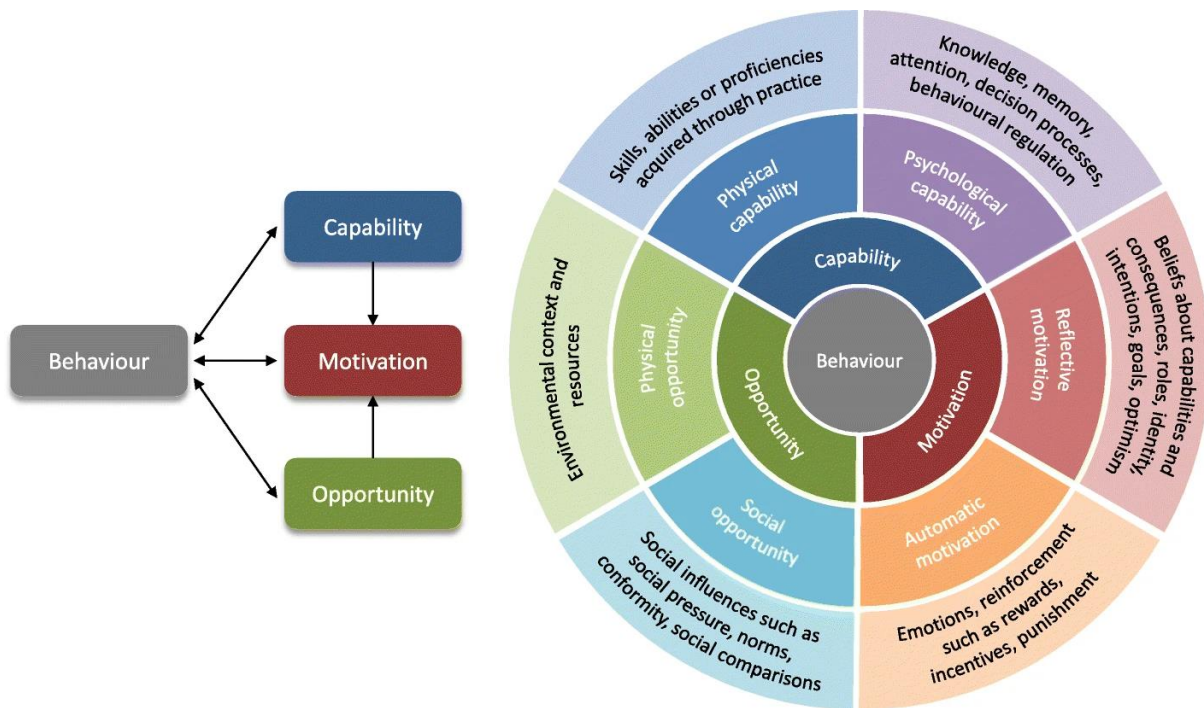 Capability
Behaviour
Motivation
Opportunity
Skills, abilities or proficiencies
acquired through practice
Knowledge, memory,
attention, decision processes,
behavioural regulation
Physical
capability
Psychological
capability
Capability
Environmental context and
resources
Physical
opportunity
Opportunity
Behaviour
Motivation
Reflective
motivation
Beliefs about capabilities and
consequences, roles, identity,
intentions, goals, optimism
Social
opportunity
Automatic
motivation
Social influences such as
social pressure, norms,
conformity, social comparisons
Emotions, reinforcement
such as rewards,
incentives, punishment